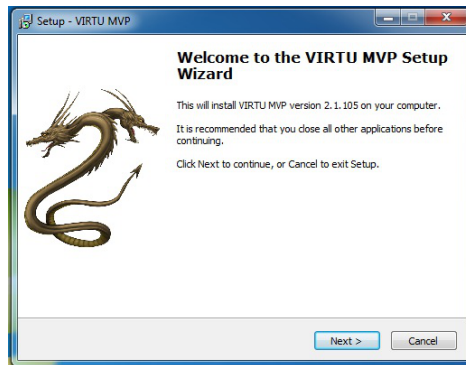 Setup - VIRTU MVP
Welcome to the VIRTU MVP Setup
Wizard
This will install VIRTU MVP version 2.1.105 on your computer.
It is recommended that you close all other applications before
continuing.
Click Next to continue, or Cancel to exit Setup.
Next >
Cancel